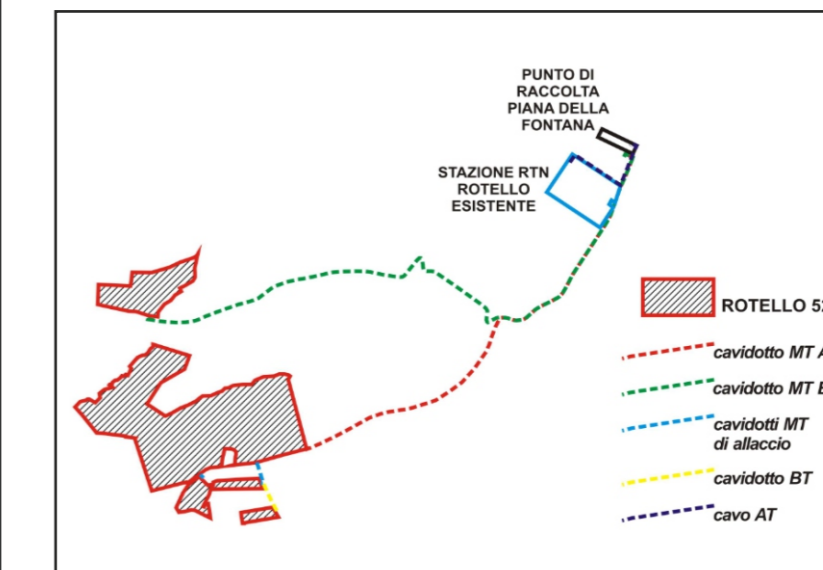 PUNTO DI
RACCOLTA
PIANA DELLA
FONTANA
STAZIONE RTN
ROTELLO
ESISTENTE
ROTELLO
cavidotto MT
cavidotto MT
cavidotti MT
di allaccio
cavidotto BT
cavo AT